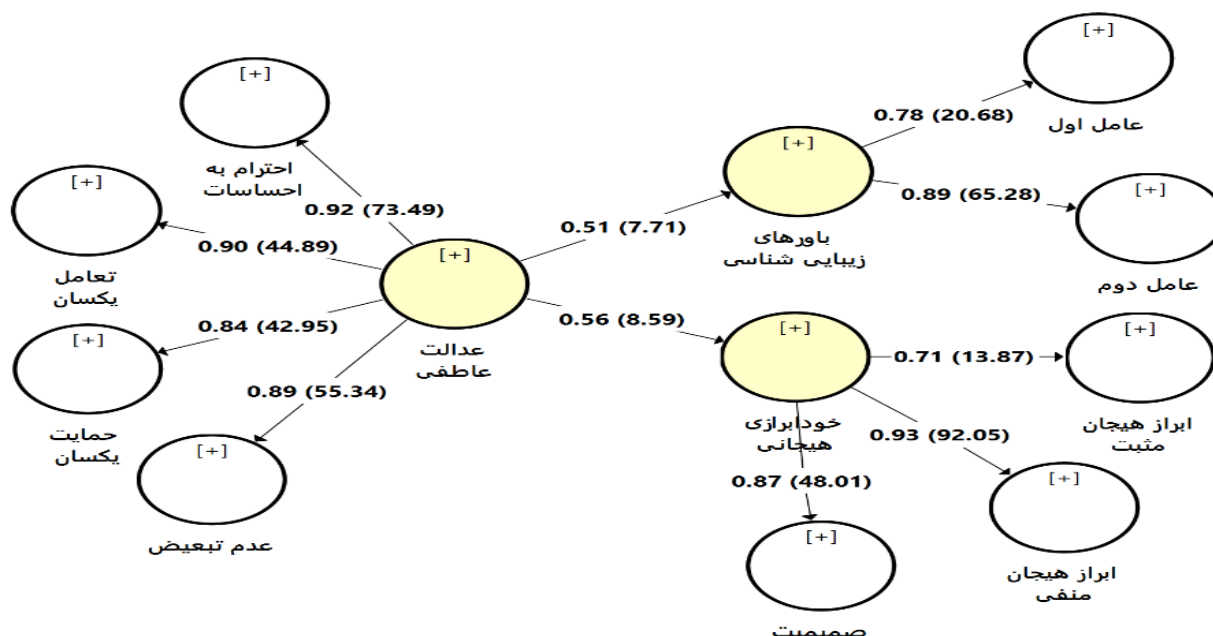 [+]
احترام به
احساسات
[+]
تعامل
یکسان
[+]
حمایت
یکسان
[+]
عدم تبعیض
0.92 (73.49)
0.90 (44.89)
0.84 (42.95)
0.89 (55.34)
[+]
عدالت
عاطفی
0.51 (7.71)
0.56 (8.59)
[+]
باورهای
زیبایی شناسی
0.78 (20.68)
0.89 (65.28)
[+]
عامل اول
[+]
عامل دوم
[+]
خودابرازی
هیجانی
0.71 (13.87)
0.93 (92.05)
0.87 (48.01)
[+]
ابراز هیجان
مثبت
[+]
ابراز هیجان
منفی
[+]
صمیمیت